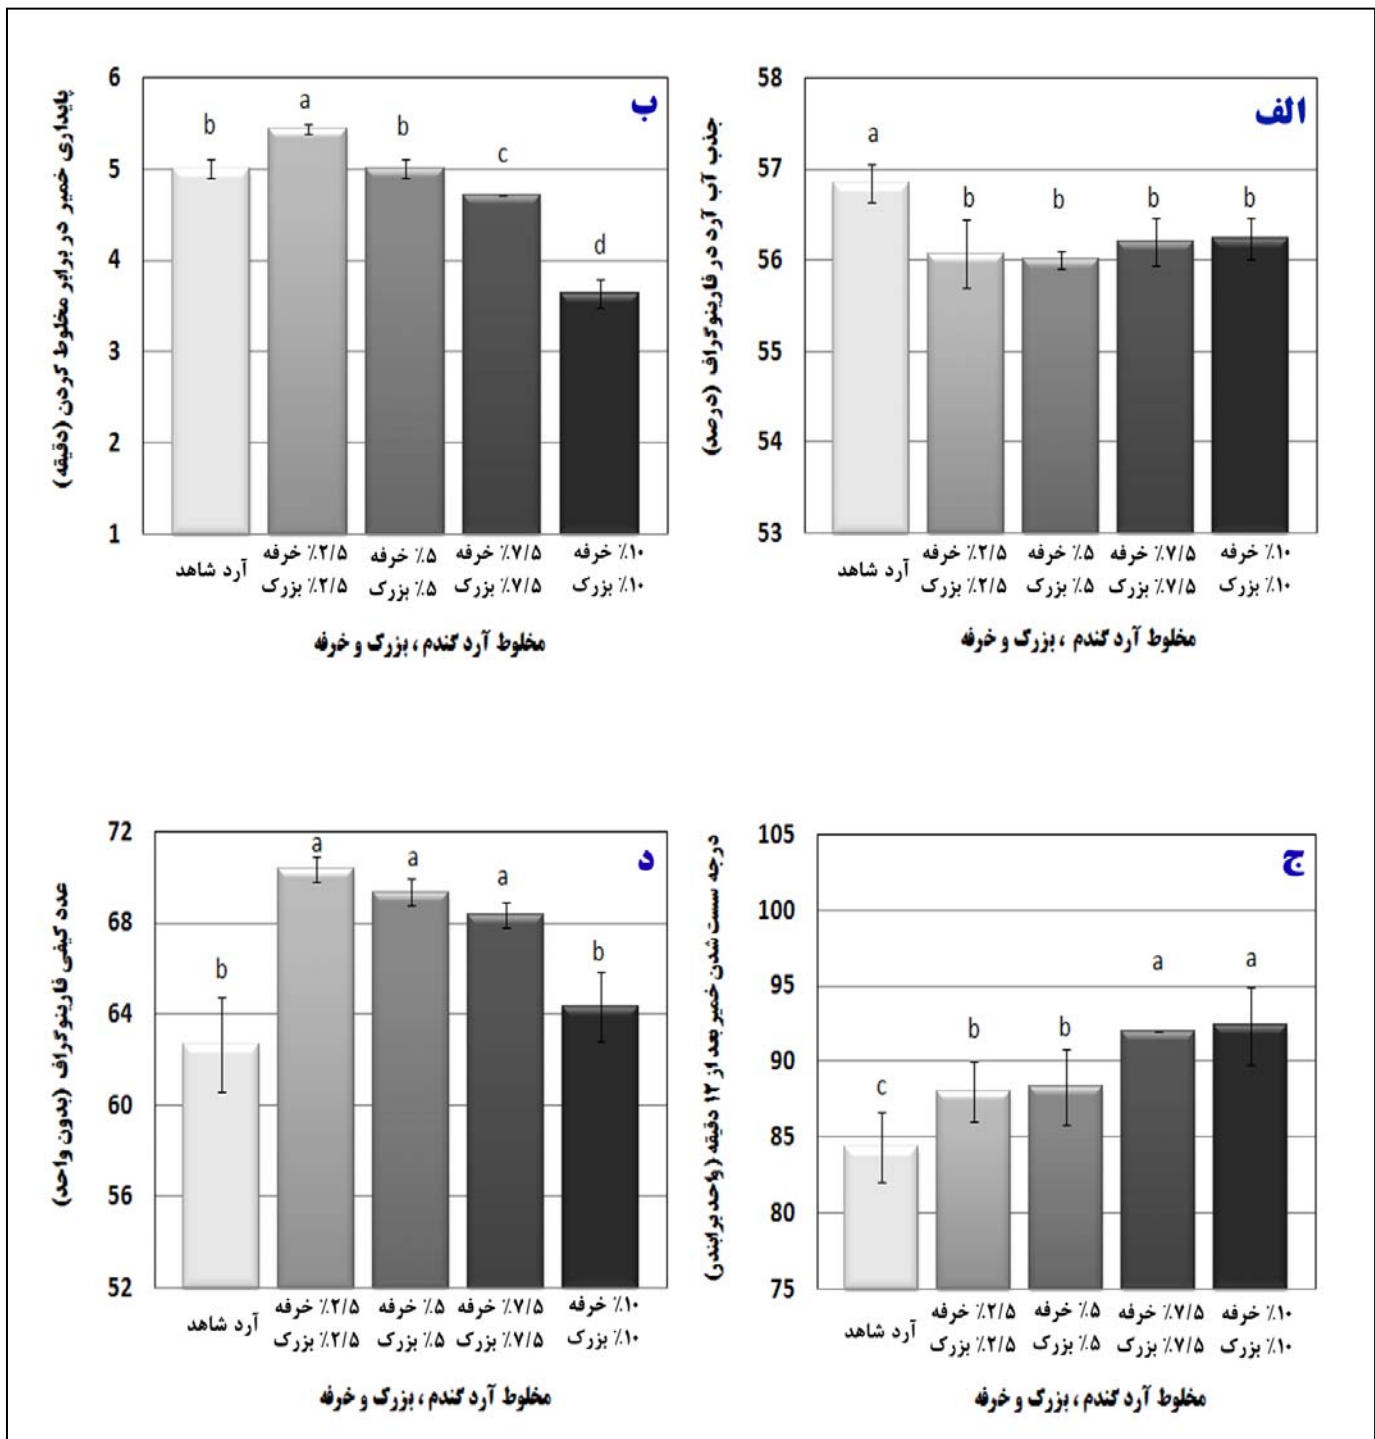 الف
جذب آب آرد در فارینوگراف (درصد)
58
57
56
55
54
53
a
b
b
b
b
آرد شاهد
۲/۵٪ خرفه
۲/۵٪ بزرک
۵٪ خرفه
۵٪ بزرک
۷/۵٪ خرفه
۷/۵٪ بزرک
۱۰٪ خرفه
۱۰٪ بزرک
مخلوط آرد گندم ، بزرک و خرفه
ب
پایداری خمیر در برابر مخلوط کردن (دقیقه)
6
5
4
3
2
1
b
a
b
c
d
آرد شاهد
۲/۵٪ خرفه
۲/۵٪ بزرک
۵٪ خرفه
۵٪ بزرک
۷/۵٪ خرفه
۷/۵٪ بزرک
۱۰٪ خرفه
۱۰٪ بزرک
مخلوط آرد گندم ، بزرک و خرفه
ج
درجه سست شدن خمیر بعد از ۱۲ دقیقه (واحد برابندر)
105
100
95
90
85
80
75
c
b
b
a
a
آرد شاهد
۲/۵٪ خرفه
۲/۵٪ بزرک
۵٪ خرفه
۵٪ بزرک
۷/۵٪ خرفه
۷/۵٪ بزرک
۱۰٪ خرفه
۱۰٪ بزرک
مخلوط آرد گندم ، بزرک و خرفه
د
عدد کیفی فارینوگراف (بدون واحد)
72
68
64
60
56
52
b
a
a
a
b
آرد شاهد
۲/۵٪ خرفه
۲/۵٪ بزرک
۵٪ خرفه
۵٪ بزرک
۷/۵٪ خرفه
۷/۵٪ بزرک
۱۰٪ خرفه
۱۰٪ بزرک
مخلوط آرد گندم ، بزرک و خرفه